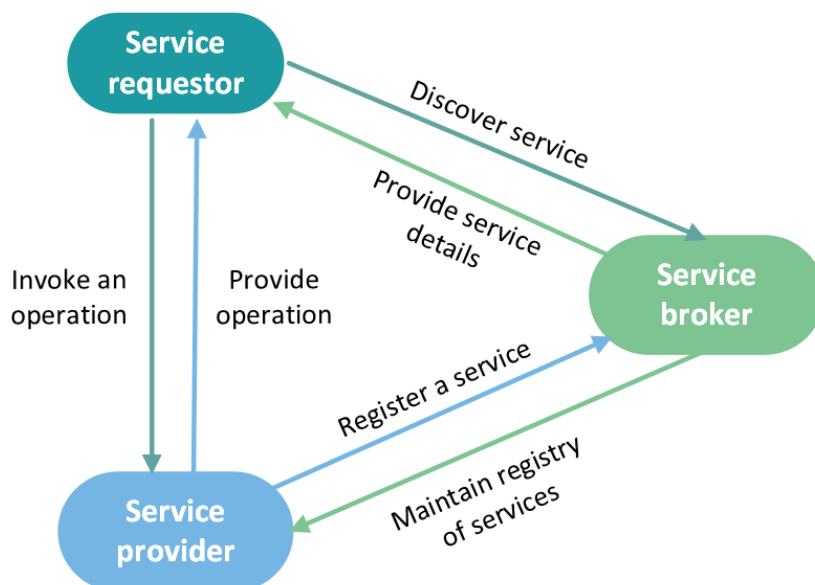 Service
requestor
Discover service
Provide service
details
Service
broker
Invoke an
operation
Provide
operation
Register a service
Maintain registry
of services
Service
provider